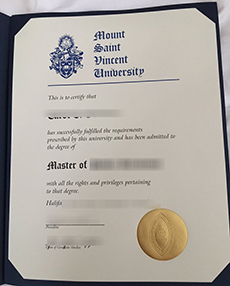 Mount
Saint
Vincent
University
This is to certify that
has successfully fulfilled the requirements
prescribed by this university and has been admitted to
the degree of
Master of
with all the rights and privileges pertaining
to that degree.
Halifa